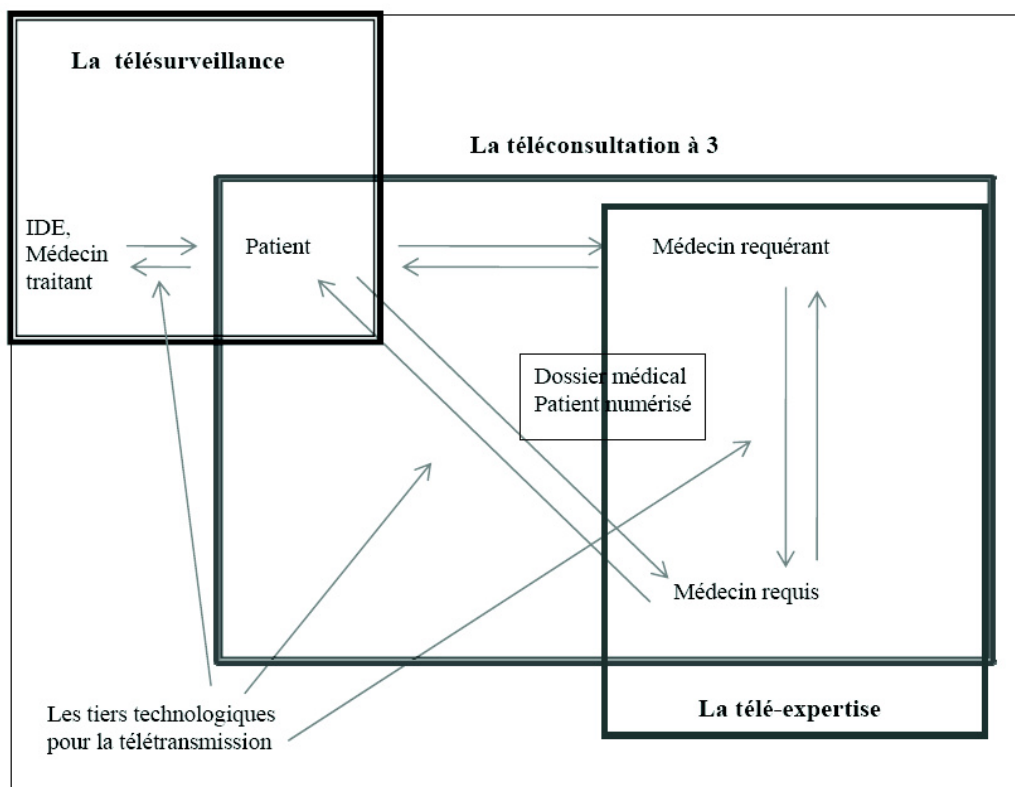 La télésurveillance
La téléconsultation à 3
IDE,
Médecin
traitant
Patient
Médecin requérant
Dossier médical
Patient numérisé
Médecin requis
Les tiers technologiques
pour la télétransmission
La télé-expertise